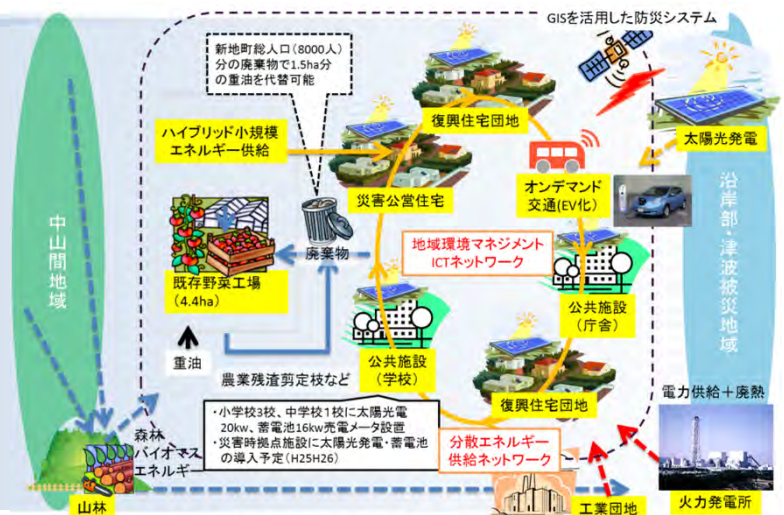 GISを活用した防災システム
新地町総人口(8000人)
分の廃棄物で1.5ha分
の重油を代替可能
復興住宅団地
太陽光発電
ハイブリッド小規模
エネルギー供給
災害公営住宅
オンデマンド
交通(EV化)
中山間地域
沿岸部・津波被災地域
廃棄物
地域環境マネジメント
ICTネットワーク
既存野菜工場
(4.4ha)
公共施設
(庁舎)
重油
公共施設
(学校)
農業残渣剪定枝など
電力供給+廃熱
復興住宅団地
・小学校3校、中学校1校に太陽光電
20kw、蓄電池16kw売電メータ設置
・災害時拠点施設に太陽光発電・蓄電池
の導入予定(H25H26)
分散エネルギー
供給ネットワーク
森林
バイオマス
エネルギー
山林
工業団地
火力発電所